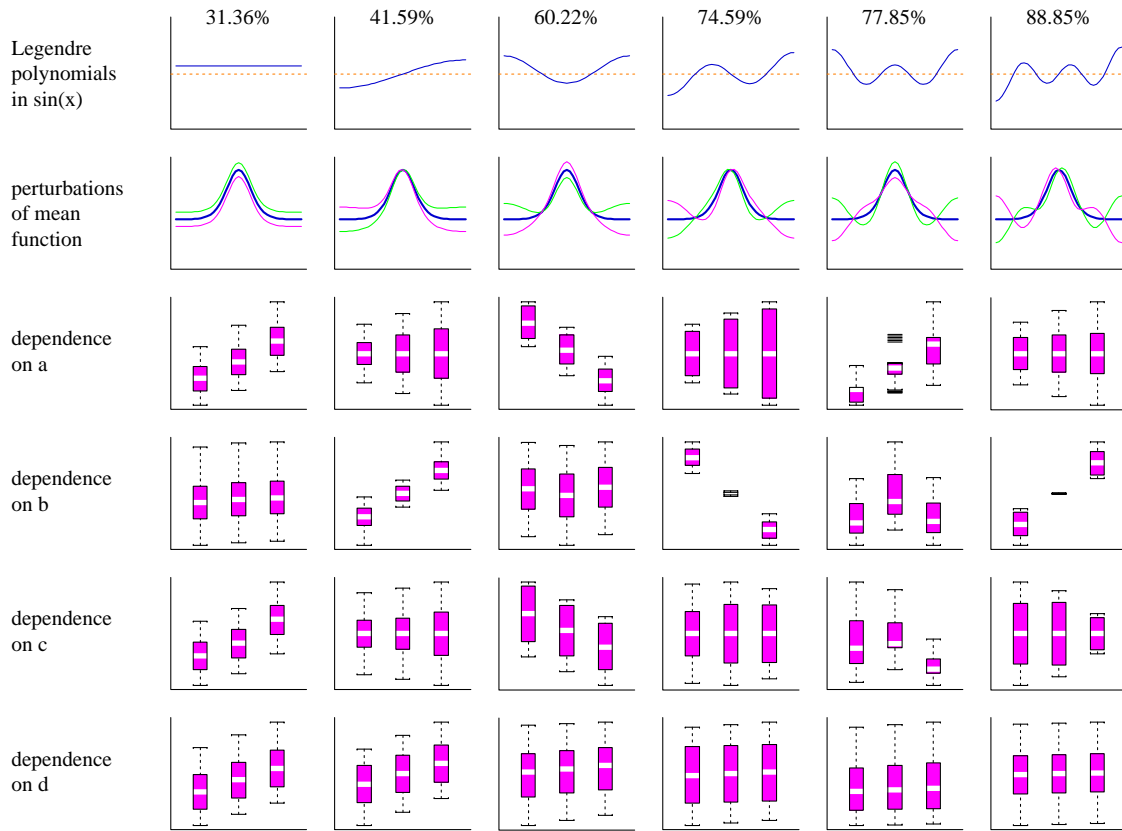 31.36% 41.59% 60.22% 74.59% 77.85% 88.85%
Legendre
polynomials
in sin(x)
perturbations
of mean
function
dependence
on a
dependence
on b
dependence
on c
dependence
on d